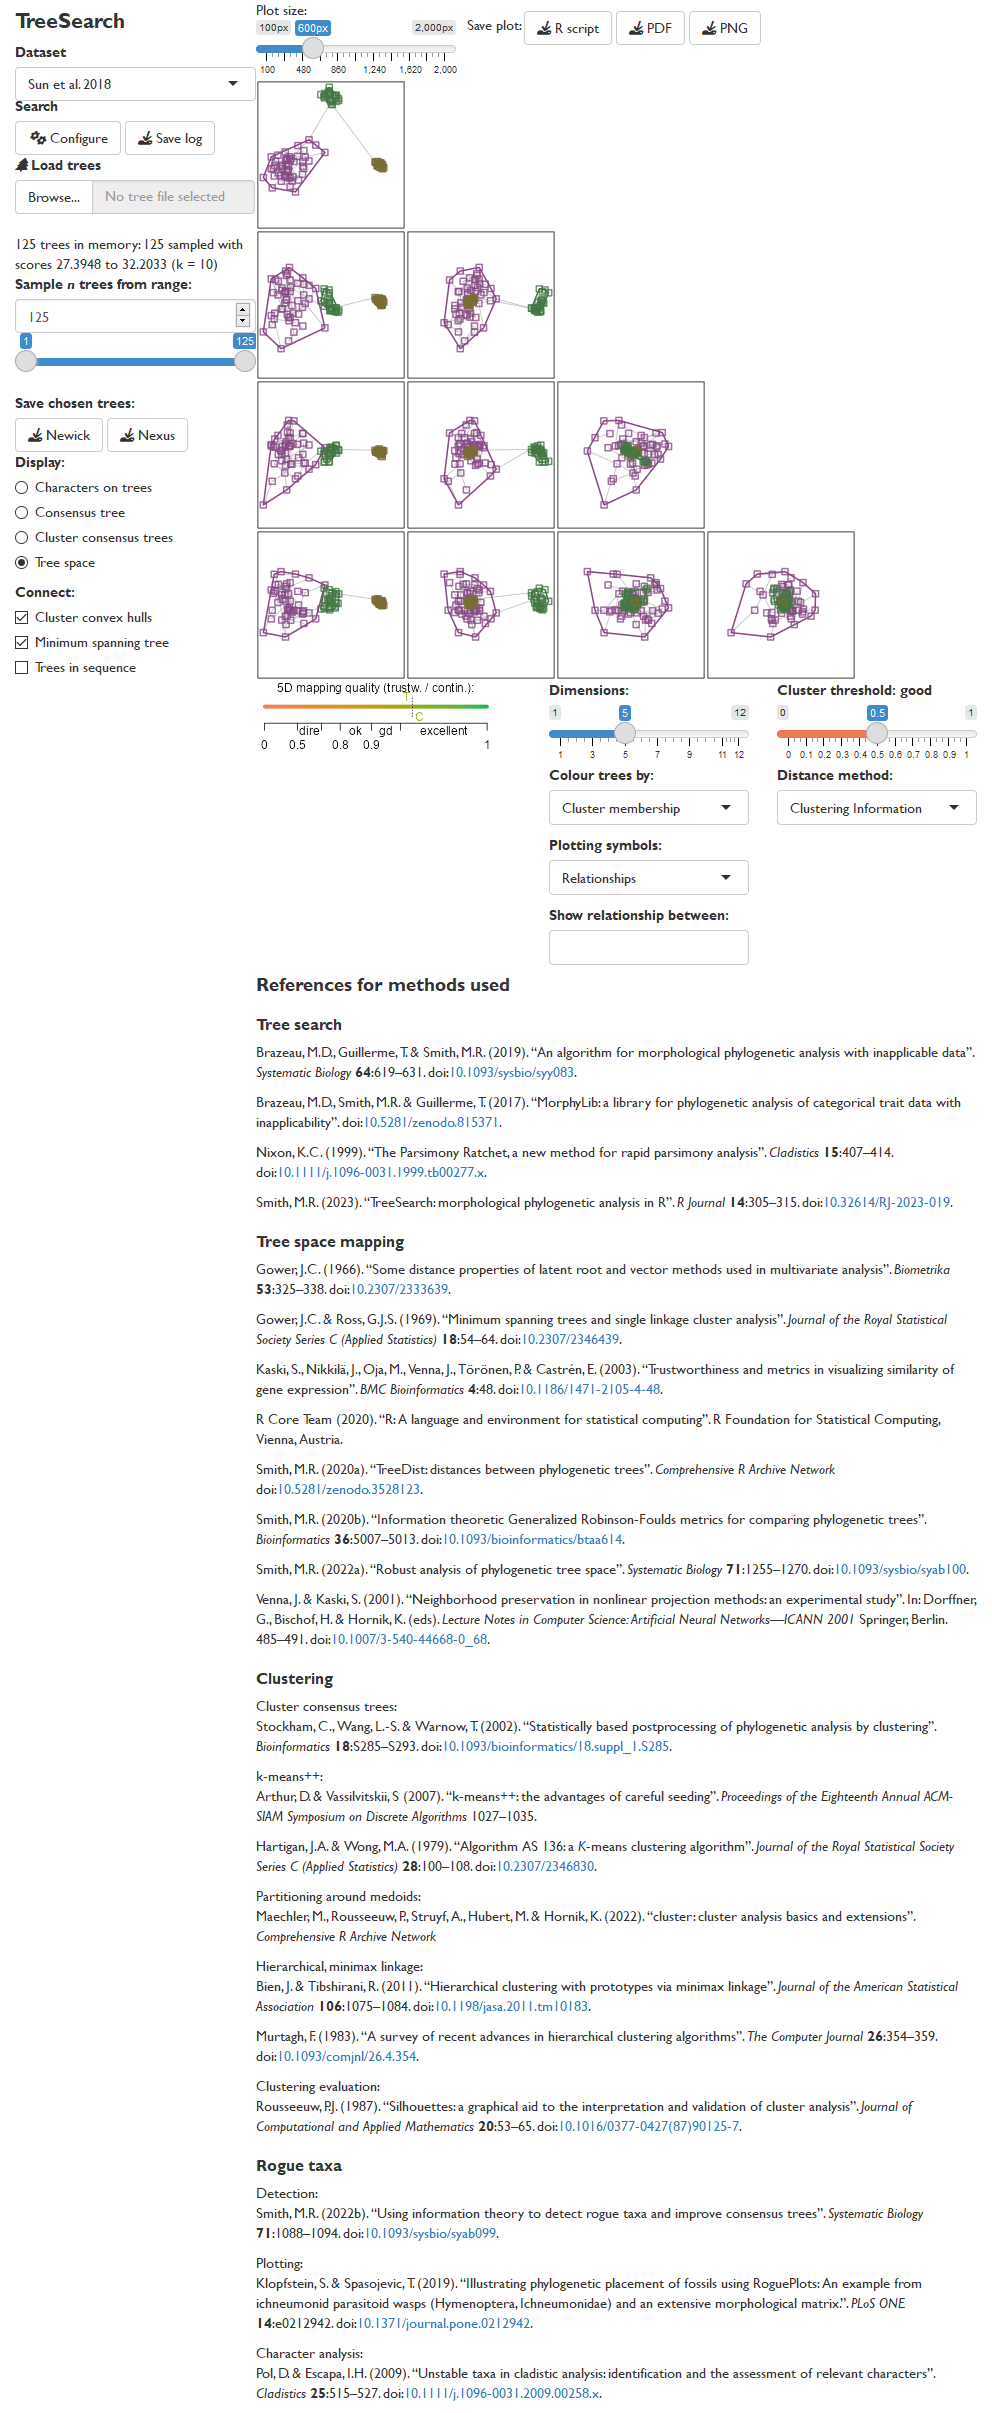 TreeSearch
Dataset
Sun et al. 2018
Search
Configure
Save log
Load trees
Browse...
No tree file selected
125 trees in memory: 125 sampled with
scores 27.3948 to 32.2033 (k = 10)
Sample n trees from range:
125
1
125
Save chosen trees:
Newick
Nexus
Display:
Characters on trees
Consensus tree
Cluster consensus trees
Tree space
Connect:
Cluster convex hulls
Minimum spanning tree
Trees in sequence
Plot size:
100px
600px
2,000px
100 480 860 1,240 1,620 2,000
Save plot:
R script
PDF
PNG
5D mapping quality (trustw. / contin.):
T
C
dire ok gd excellent
0 0.5 0.8 0.9 1
Dimensions:
1 5 12
1 3 5 7 9 11 12
Colour trees by:
Cluster membership
Plotting symbols:
Relationships
Show relationship between:
Cluster threshold: good
0 0.5 1
0 0.1 0.2 0.3 0.4 0.5 0.6 0.7 0.8 0.9 1
Distance method:
Clustering Information
References for methods used
Tree search
Brazeau, M.D., Guillerme, T. & Smith, M.R. (2019). “An algorithm for morphological phylogenetic analysis with inapplicable data”.
Systematic Biology 64:619–631. doi:10.1093/sysbio/syy083.
Brazeau, M.D., Smith, M.R. & Guillerme, T. (2017). “MorphyLib: a library for phylogenetic analysis of categorical trait data with
inapplicability”. doi:10.5281/zenodo.815371.
Nixon, K.C. (1999). “The Parsimony Ratchet, a new method for rapid parsimony analysis”. Cladistics 15:407–414.
doi:10.1111/j.1096-0031.1999.tb00277.x.
Smith, M.R. (2023). “TreeSearch: morphological phylogenetic analysis in R”. R Journal 14:305–315. doi:10.32614/RJ-2023-019.
Tree space mapping
Gower, J.C. (1966). “Some distance properties of latent root and vector methods used in multivariate analysis”. Biometrika
53:325–338. doi:10.2307/2333639.
Gower, J.C. & Ross, G.J.S. (1969). “Minimum spanning trees and single linkage cluster analysis”. Journal of the Royal Statistical
Society Series C (Applied Statistics) 18:54–64. doi:10.2307/2346439.
Kaski, S., Nikkilä, J., Oja, M., Venna, J., Törönen, P. & Castrén, E. (2003). “Trustworthiness and metrics in visualizing similarity of
gene expression”. BMC Bioinformatics 4:48. doi:10.1186/1471-2105-4-48.
R Core Team (2020). “R: A language and environment for statistical computing”. R Foundation for Statistical Computing,
Vienna, Austria.
Smith, M.R. (2020a). “TreeDist: distances between phylogenetic trees”. Comprehensive R Archive Network
doi:10.5281/zenodo.3528123.
Smith, M.R. (2020b). “Information theoretic Generalized Robinson-Foulds metrics for comparing phylogenetic trees”.
Bioinformatics 36:5007–5013. doi:10.1093/bioinformatics/btaa614.
Smith, M.R. (2022a). “Robust analysis of phylogenetic tree space”. Systematic Biology 71:1255–1270. doi:10.1093/sysbio/syab100.
Venna, J. & Kaski, S. (2001). “Neighborhood preservation in nonlinear projection methods: an experimental study”. In: Dorffner,
G., Bischof, H. & Hornik, K. (eds). Lecture Notes in Computer Science: Artificial Neural Networks—ICANN 2001 Springer, Berlin.
485–491. doi:10.1007/3-540-44668-0_68.
Clustering
Cluster consensus trees:
Stockham, C., Wang, L.-S. & Warnow, T. (2002). “Statistically based postprocessing of phylogenetic analysis by clustering”.
Bioinformatics 18:S285–S293. doi:10.1093/bioinformatics/18.suppl_1.S285.
k-means++:
Arthur, D. & Vassilvitskii, S (2007). “k-means++: the advantages of careful seeding”. Proceedings of the Eighteenth Annual ACM-
SIAM Symposium on Discrete Algorithms 1027–1035.
Hartigan, J.A. & Wong, M.A. (1979). “Algorithm AS 136: a K-means clustering algorithm”. Journal of the Royal Statistical Society
Series C (Applied Statistics) 28:100–108. doi:10.2307/2346830.
Partitioning around medoids:
Maechler, M., Rousseeuw, P., Struyf, A., Hubert, M. & Hornik, K. (2022). “cluster: cluster analysis basics and extensions”.
Comprehensive R Archive Network
Hierarchical, minimax linkage:
Bien, J. & Tibshirani, R. (2011). “Hierarchical clustering with prototypes via minimax linkage”. Journal of the American Statistical
Association 106:1075–1084. doi:10.1198/jasa.2011.tm10183.
Murtagh, F. (1983). “A survey of recent advances in hierarchical clustering algorithms”. The Computer Journal 26:354–359.
doi:10.1093/comjnl/26.4.354.
Clustering evaluation:
Rousseeuw, P.J. (1987). “Silhouettes: a graphical aid to the interpretation and validation of cluster analysis”. Journal of
Computational and Applied Mathematics 20:53–65. doi:10.1016/0377-0427(87)90125-7.
Rogue taxa
Detection:
Smith, M.R. (2022b). “Using information theory to detect rogue taxa and improve consensus trees”. Systematic Biology
71:1088–1094. doi:10.1093/sysbio/syab099.
Plotting:
Klopfstein, S. & Spasojevic, T. (2019). “Illustrating phylogenetic placement of fossils using RoguePlots: An example from
ichneumonid parasitoid wasps (Hymenoptera, Ichneumonidae) and an extensive morphological matrix.”. PLoS ONE
14:e0212942. doi:10.1371/journal.pone.0212942.
Character analysis:
Pol, D. & Escapa, I.H. (2009). “Unstable taxa in cladistic analysis: identification and the assessment of relevant characters”.
Cladistics 25:515–527. doi:10.1111/j.1096-0031.2009.00258.x.